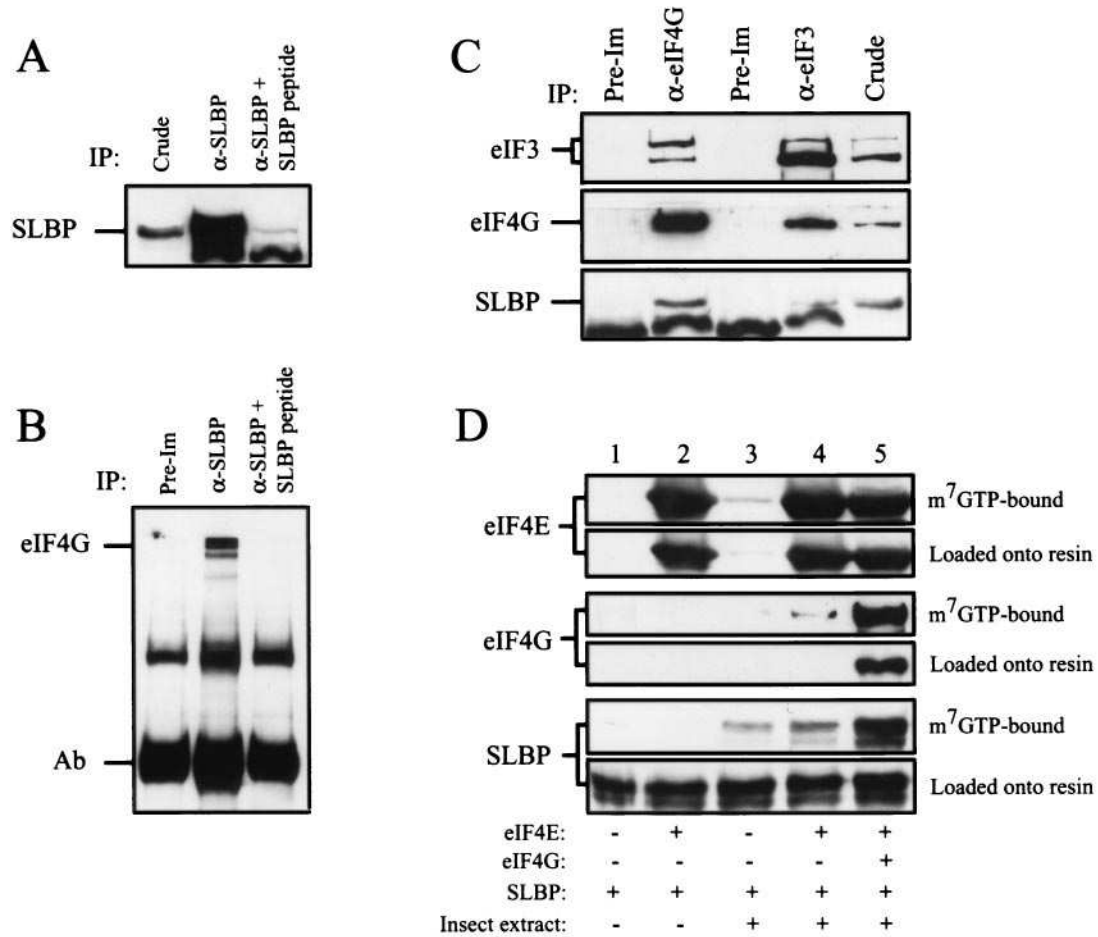 A
IP:
Crude
α-SLBP
α-SLBP +
SLBP peptide
SLBP
B
IP:
Pre-Im
α-SLBP
α-SLBP +
SLBP peptide
eIF4G
Ab
C
IP:
Pre-Im
α-eIF4G
Pre-Im
α-eIF3
Crude
eIF3
eIF4G
SLBP
D
1 2 3 4 5
eIF4E
m⁷GTP-bound
Loaded onto resin
eIF4G
m⁷GTP-bound
Loaded onto resin
SLBP
m⁷GTP-bound
Loaded onto resin
eIF4E: - + - + +
eIF4G: - - - - +
SLBP: + + + + +
Insect extract: - - + + +